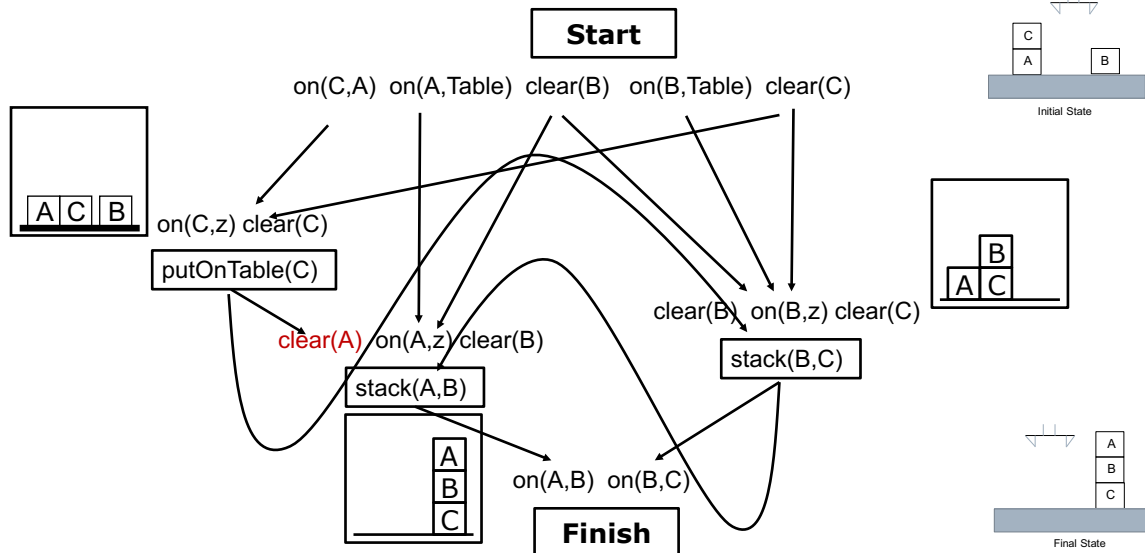 Start
on(C,A) on(A,Table) clear(B) on(B,Table) clear(C)
C
A
B
Initial State
A C B
on(C,z) clear(C)
putOnTable(C)
B
A C
clear(B) on(B,z) clear(C)
stack(B,C)
clear(A) on(A,z) clear(B)
stack(A,B)
A
B
C
on(A,B) on(B,C)
Finish
A
B
C
Final State